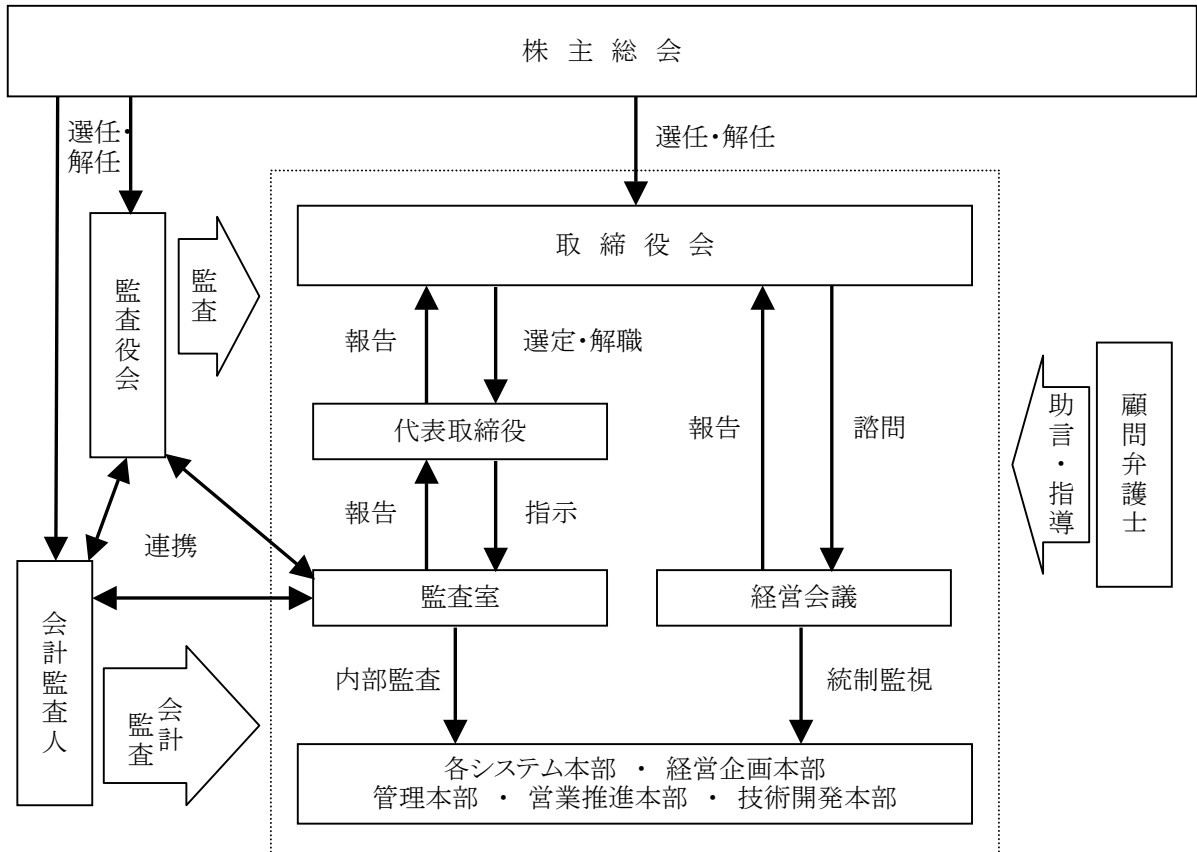 株主総会
選任・
解任
選任・解任
取締役会
監査役会
監査
報告
選定・解職
代表取締役
報告
諮問
助言・指導
顧問弁護士
報告
指示
連携
監査室
経営会議
会計監査人
会計
監査
内部監査
統制監視
各システム本部 ・ 経営企画本部
管理本部 ・ 営業推進本部 ・ 技術開発本部